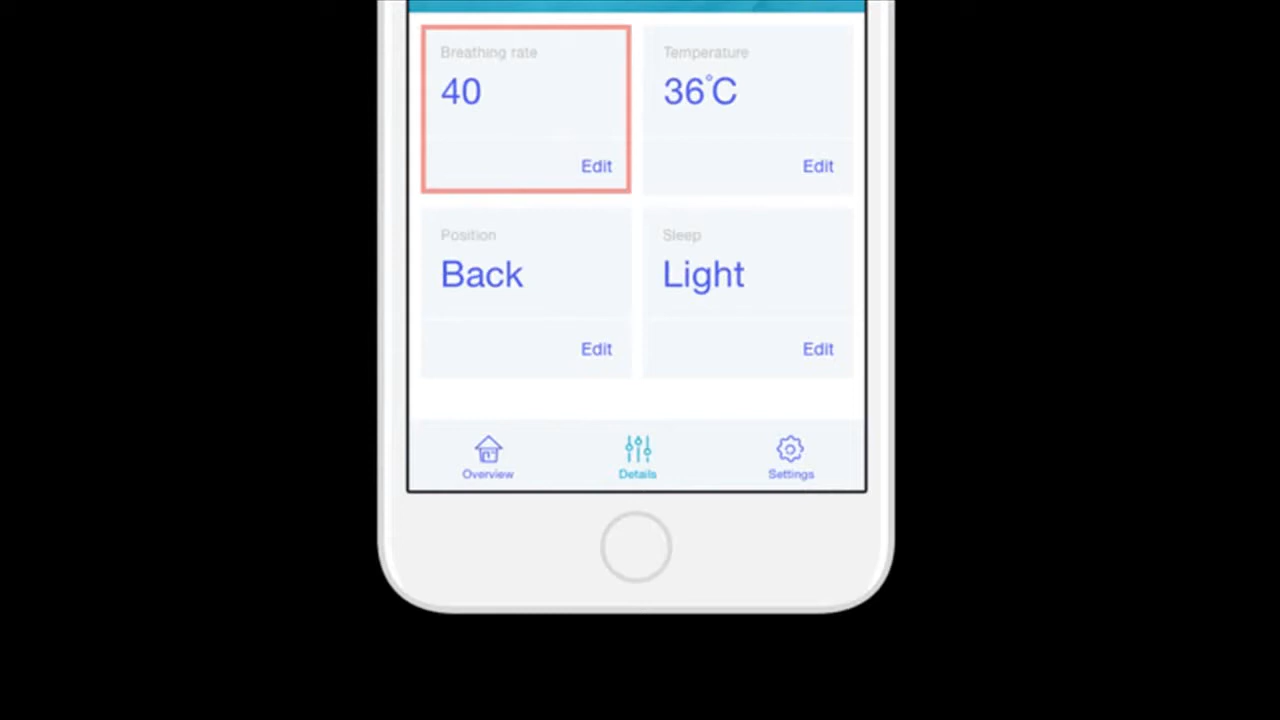 Breathing rate
40
Edit
Temperature
36°C
Edit
Position
Back
Edit
Sleep
Light
Edit
Overview
Details
Settings